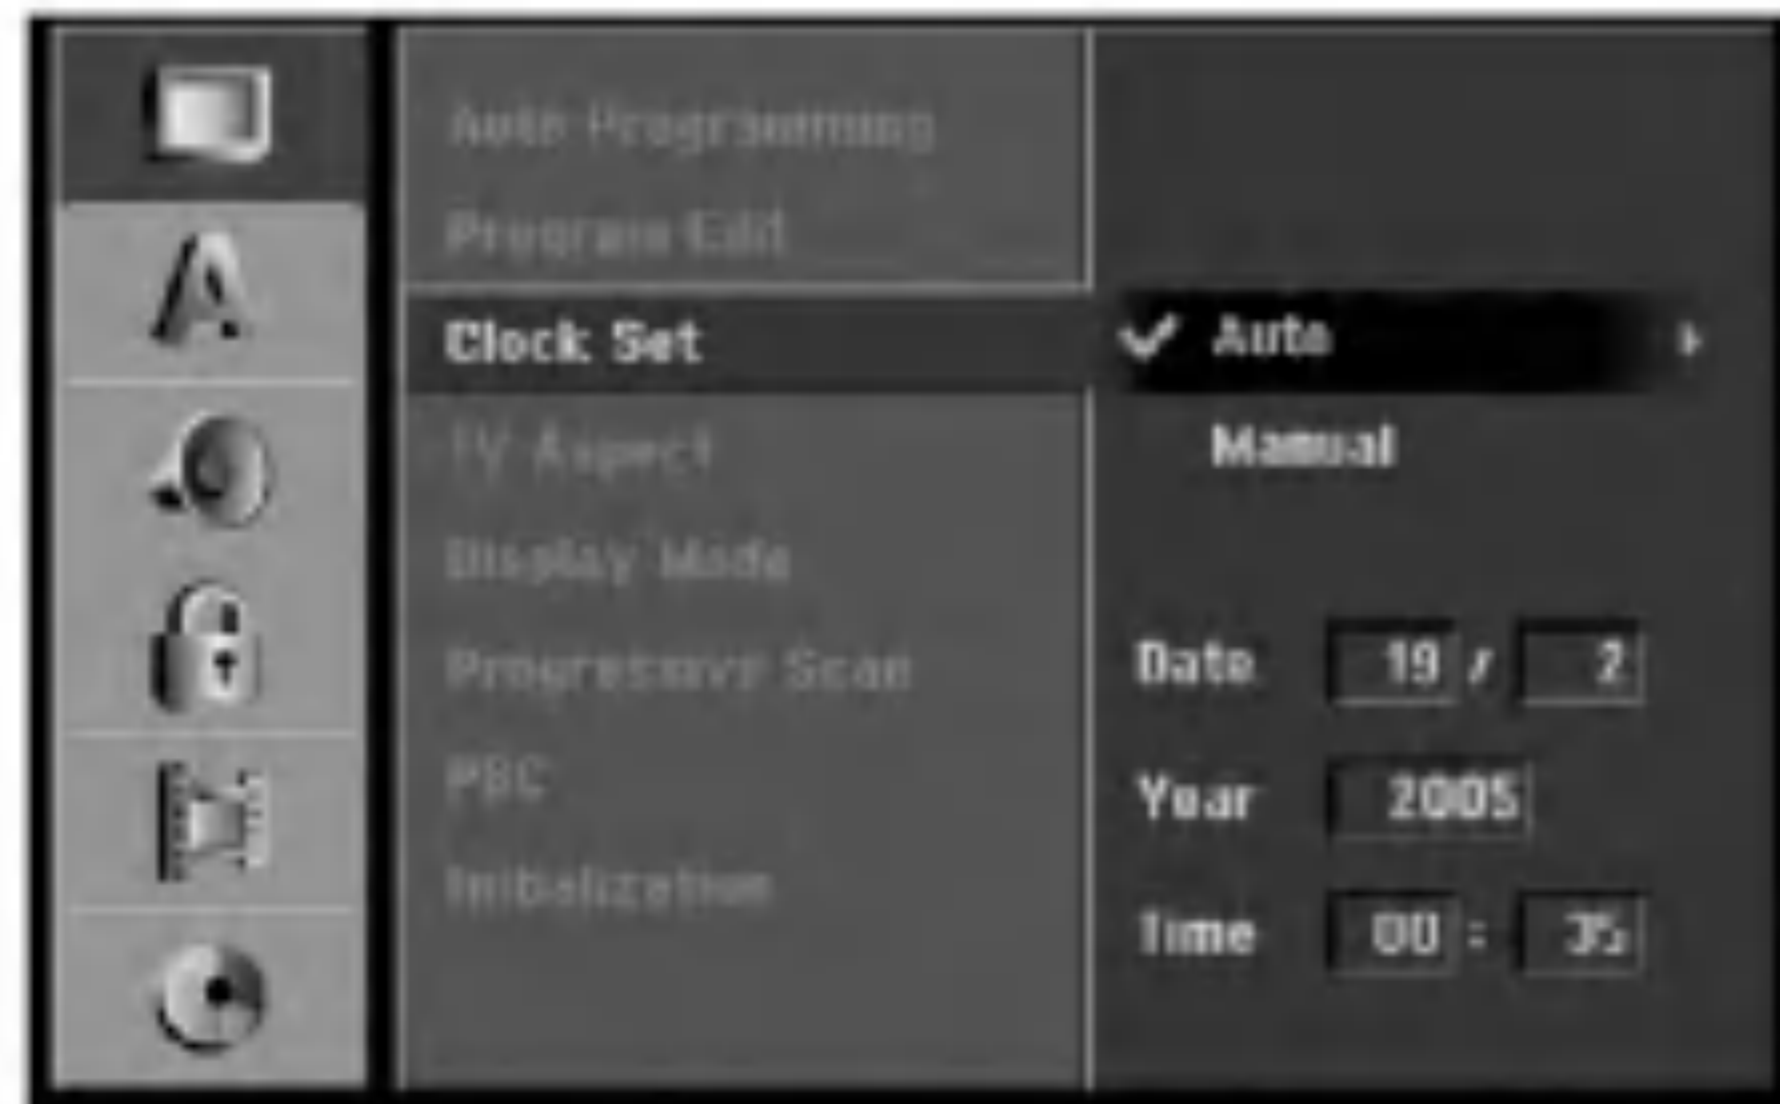 Auto Programming
Program Edit
Clock Set
TV Aspect
Display Mode
Progressive Scan
PBC
Initialization
Auto
Manual
Date 19 / 2
Year 2005
Time 00 : 35